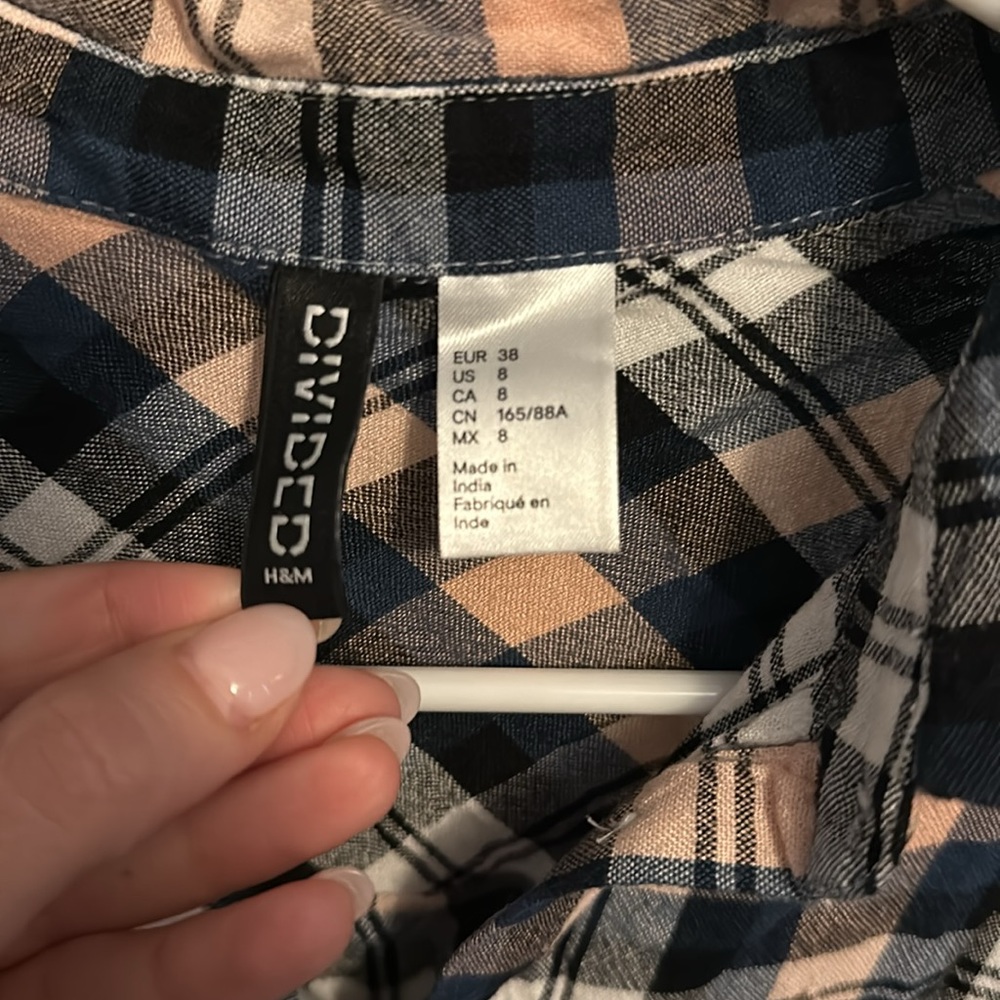 DIVIDED
H&M
EUR 38
US 8
CA 8
CN 165/88A
MX 8
Made in
India
Fabriqué en
Inde